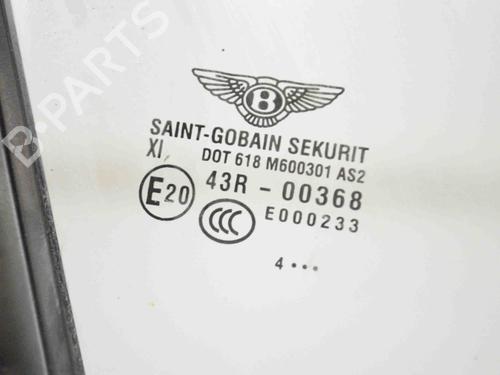 B-PARTS
B
SAINT-GOBAIN SEKURIT
XI DOT 618 M600301 AS2
E20 43R - 00368
CCC E000233
4 •••